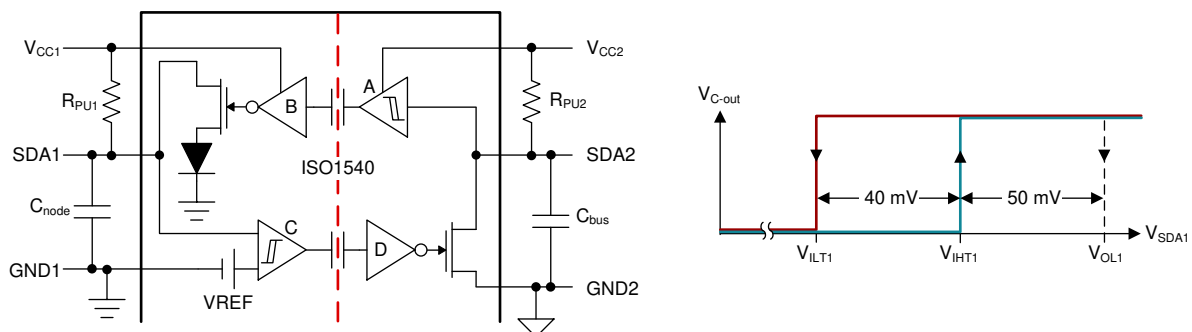 VCC1
VCC2
A
B
RPU1
RPU2
SDA1
SDA2
ISO1540
Cnode
Cbus
C
D
GND1
GND2
VREF
VC-out
40 mV
50 mV
VSDA1
VILT1
VIHT1
VOL1